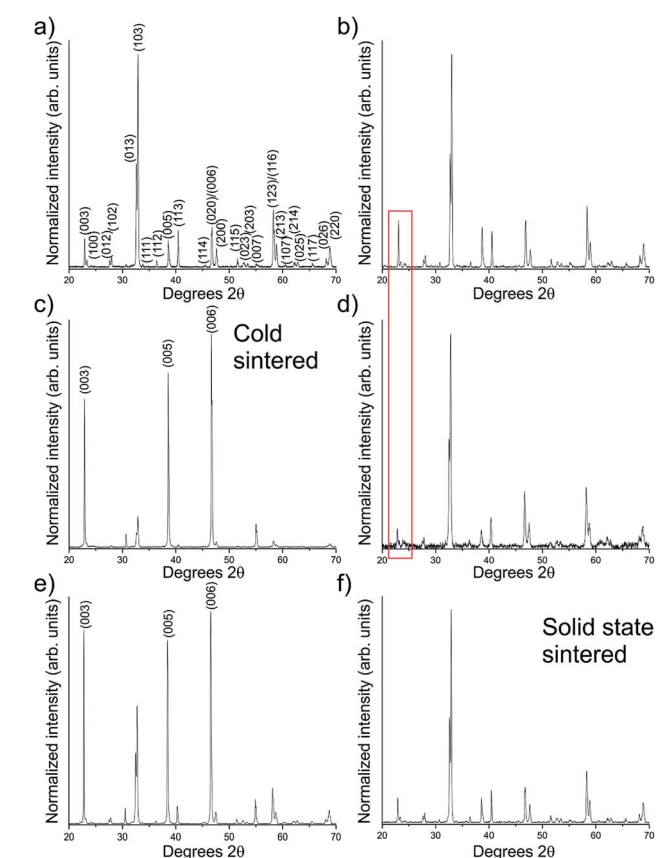 a)
Normalized intensity (arb. units)
(003)
(100)
(012)
(102)
(013)
(103)
(111)
(112)
(005)
(113)
(114)
(020)/(006)
(200)
(115)
(023)/(203)
(007)
(123)/(116)
(213)
(107)
(214)
(025)
(117)
(026)
(220)
20 30 40 50 60 70
Degrees 2θ
b)
Normalized intensity (arb. units)
20 30 40 50 60 70
Degrees 2θ
c)
Normalized intensity (arb. units)
(003)
(005)
(006)
Cold
sintered
20 30 40 50 60 70
Degrees 2θ
d)
Normalized intensity (arb. units)
20 30 40 50 60 70
Degrees 2θ
e)
Normalized intensity (arb. units)
(003)
(005)
(006)
20 30 40 50 60 70
Degrees 2θ
f)
Normalized intensity (arb. units)
Solid state
sintered
20 30 40 50 60 70
Degrees 2θ